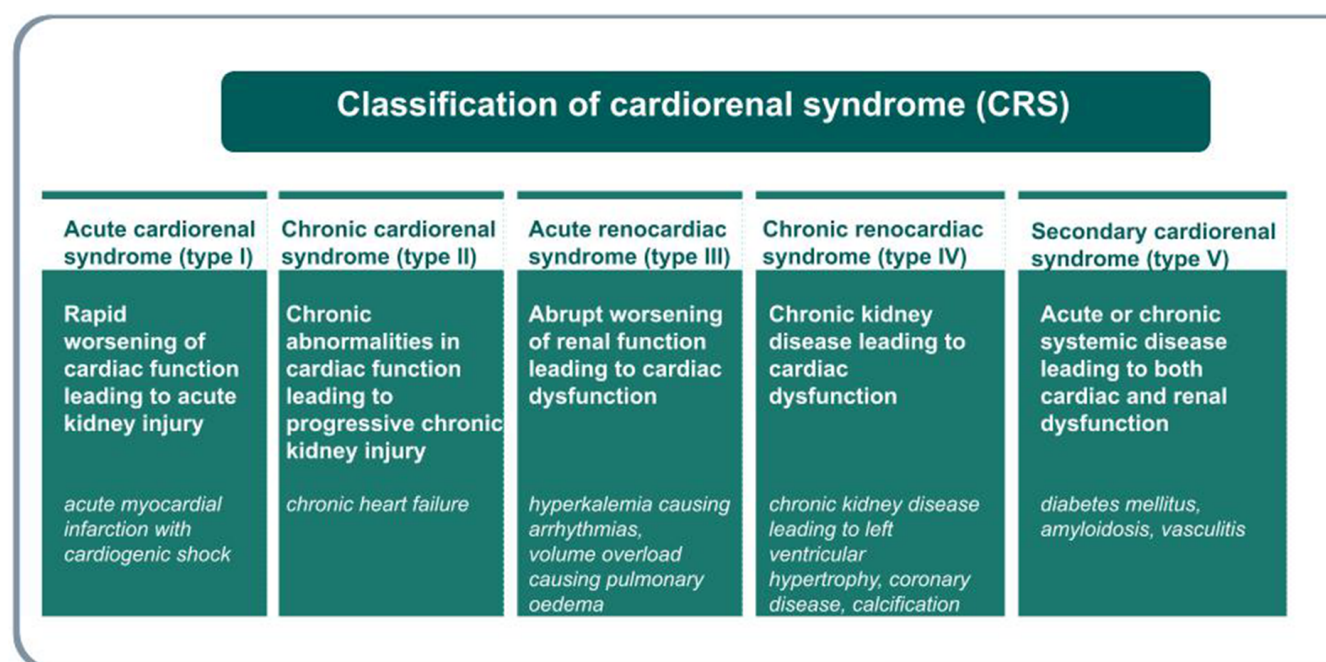 Classification of cardiorenal syndrome (CRS)
Acute cardiorenal
syndrome (type I)
Rapid
worsening of
cardiac function
leading to acute
kidney injury
acute myocardial
infarction with
cardiogenic shock
Chronic cardiorenal
syndrome (type II)
Chronic
abnormalities in
cardiac function
leading to
progressive chronic
kidney injury
chronic heart failure
Acute renocardiac
syndrome (type III)
Abrupt worsening
of renal function
leading to cardiac
dysfunction
hyperkalemia causing
arrhythmias,
volume overload
causing pulmonary
oedema
Chronic renocardiac
syndrome (type IV)
Chronic kidney
disease leading to
cardiac
dysfunction
chronic kidney disease
leading to left
ventricular
hypertrophy, coronary
disease, calcification
Secondary cardiorenal
syndrome (type V)
Acute or chronic
systemic disease
leading to both
cardiac and renal
dysfunction
diabetes mellitus,
amyloidosis, vasculitis